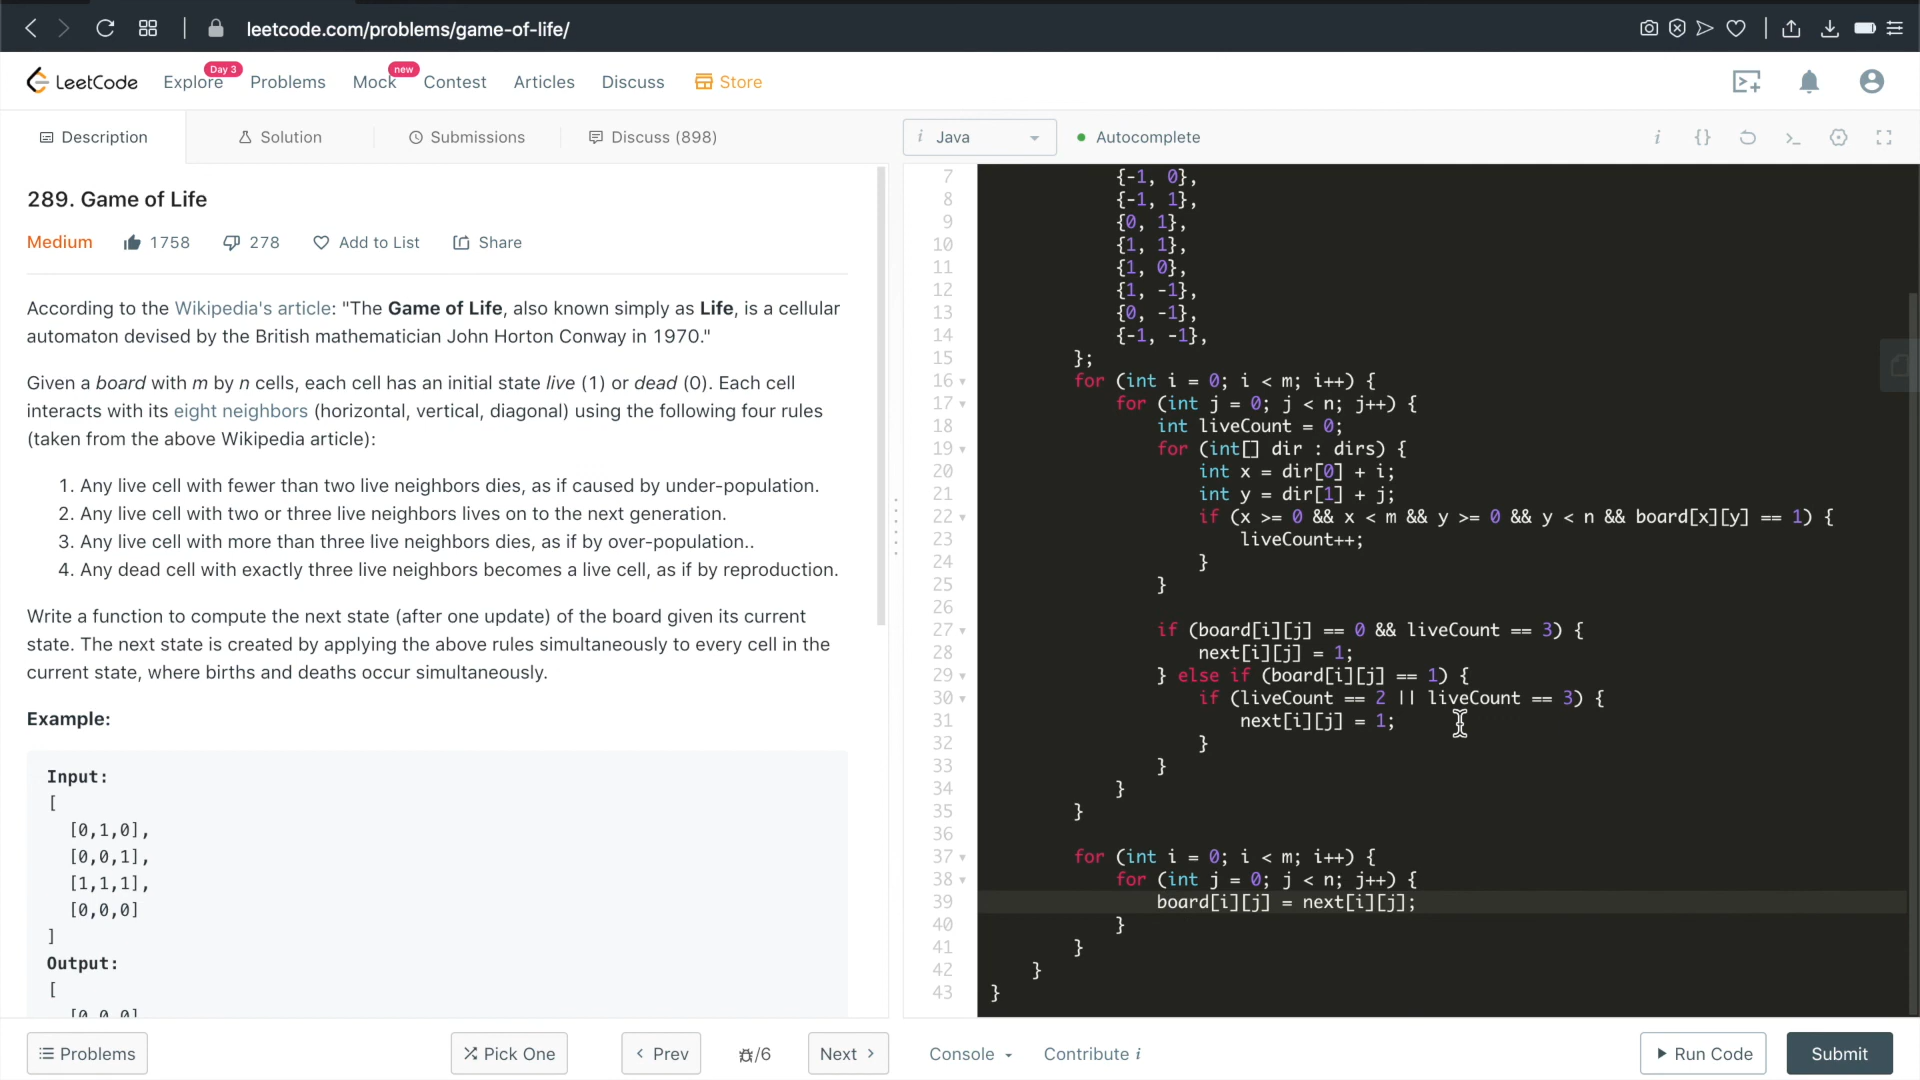 leetcode.com/problems/game-of-life/
LeetCode
Explore
Day 3
Problems
Mock
new
Contest
Articles
Discuss
Store
Description
Solution
Submissions
Discuss (898)
i Java
Autocomplete
289. Game of Life
Medium
1758
278
Add to List
Share
According to the Wikipedia's article: "The Game of Life, also known simply as Life, is a cellular
automaton devised by the British mathematician John Horton Conway in 1970."
Given a board with m by n cells, each cell has an initial state live (1) or dead (0). Each cell
interacts with its eight neighbors (horizontal, vertical, diagonal) using the following four rules
(taken from the above Wikipedia article):
1. Any live cell with fewer than two live neighbors dies, as if caused by under-population.
2. Any live cell with two or three live neighbors lives on to the next generation.
3. Any live cell with more than three live neighbors dies, as if by over-population..
4. Any dead cell with exactly three live neighbors becomes a live cell, as if by reproduction.
Write a function to compute the next state (after one update) of the board given its current
state. The next state is created by applying the above rules simultaneously to every cell in the
current state, where births and deaths occur simultaneously.
Example:
Input:
[
[0,1,0],
[0,0,1],
[1,1,1],
[0,0,0]
]
Output:
[
[0,0,0]
7 {-1, 0},
8 {-1, 1},
9 {0, 1},
10 {1, 1},
11 {1, 0},
12 {1, -1},
13 {0, -1},
14 {-1, -1},
15 };
16 for (int i = 0; i < m; i++) {
17 for (int j = 0; j < n; j++) {
18 int liveCount = 0;
19 for (int[] dir : dirs) {
20 int x = dir[0] + i;
21 int y = dir[1] + j;
22 if (x >= 0 && x < m && y >= 0 && y < n && board[x][y] == 1) {
23 liveCount++;
24 }
25 }
26
27 if (board[i][j] == 0 && liveCount == 3) {
28 next[i][j] = 1;
29 } else if (board[i][j] == 1) {
30 if (liveCount == 2 || liveCount == 3) {
31 next[i][j] = 1;
32 }
33 }
34 }
35 }
36
37 for (int i = 0; i < m; i++) {
38 for (int j = 0; j < n; j++) {
39 board[i][j] = next[i][j];
40 }
41 }
42 }
43 }
Problems
Pick One
Prev
/6
Next
Console
Contribute i
Run Code
Submit